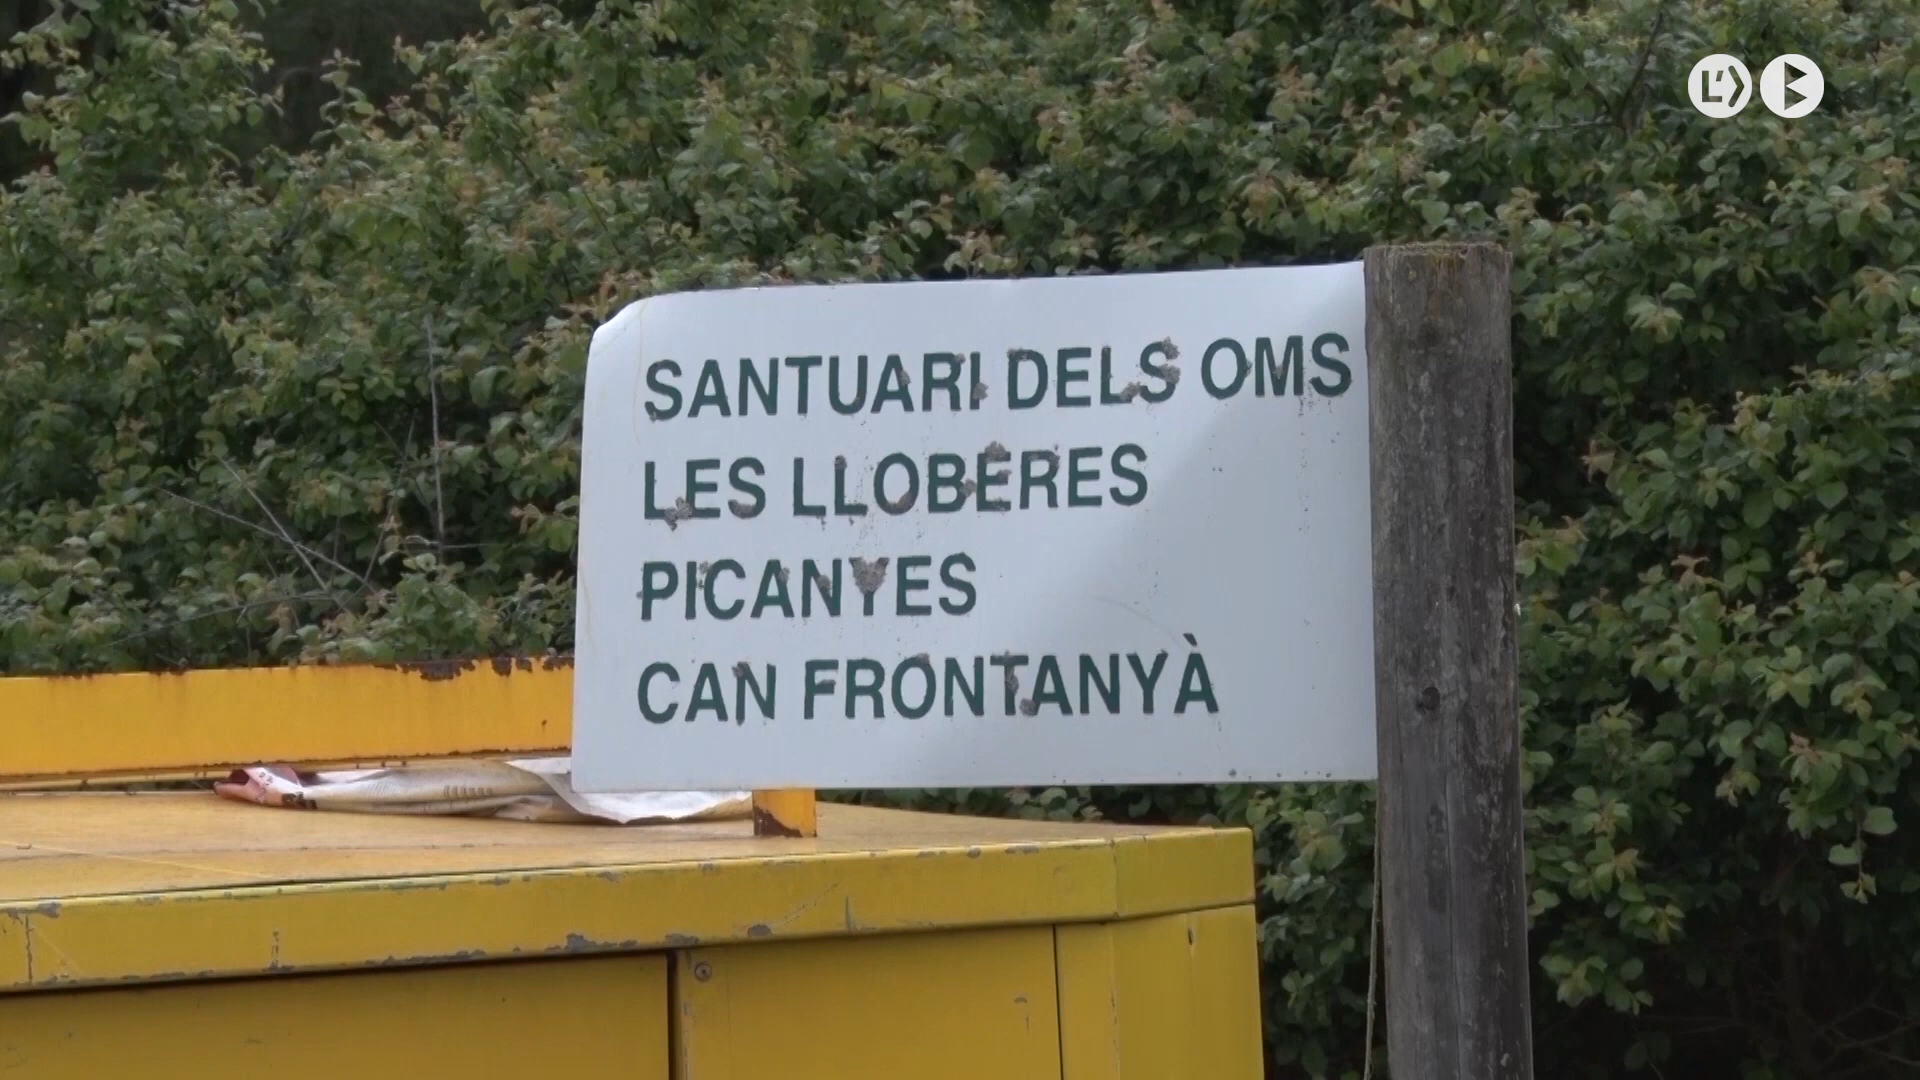 SANTUARI DELS OMS
LES LLOBERES
PICANYES
CAN FRONTANYÀ